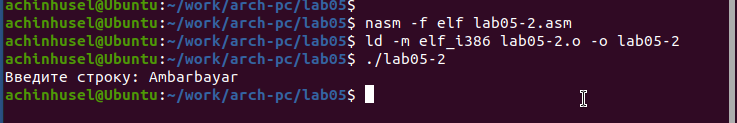 achinhusel@Ubuntu:~/work/arch-pc/lab05$
achinhusel@Ubuntu:~/work/arch-pc/lab05$ nasm -f elf lab05-2.asm
achinhusel@Ubuntu:~/work/arch-pc/lab05$ ld -m elf_i386 lab05-2.o -o lab05-2
achinhusel@Ubuntu:~/work/arch-pc/lab05$ ./lab05-2
Введите строку: Ambarbayar
achinhusel@Ubuntu:~/work/arch-pc/lab05$